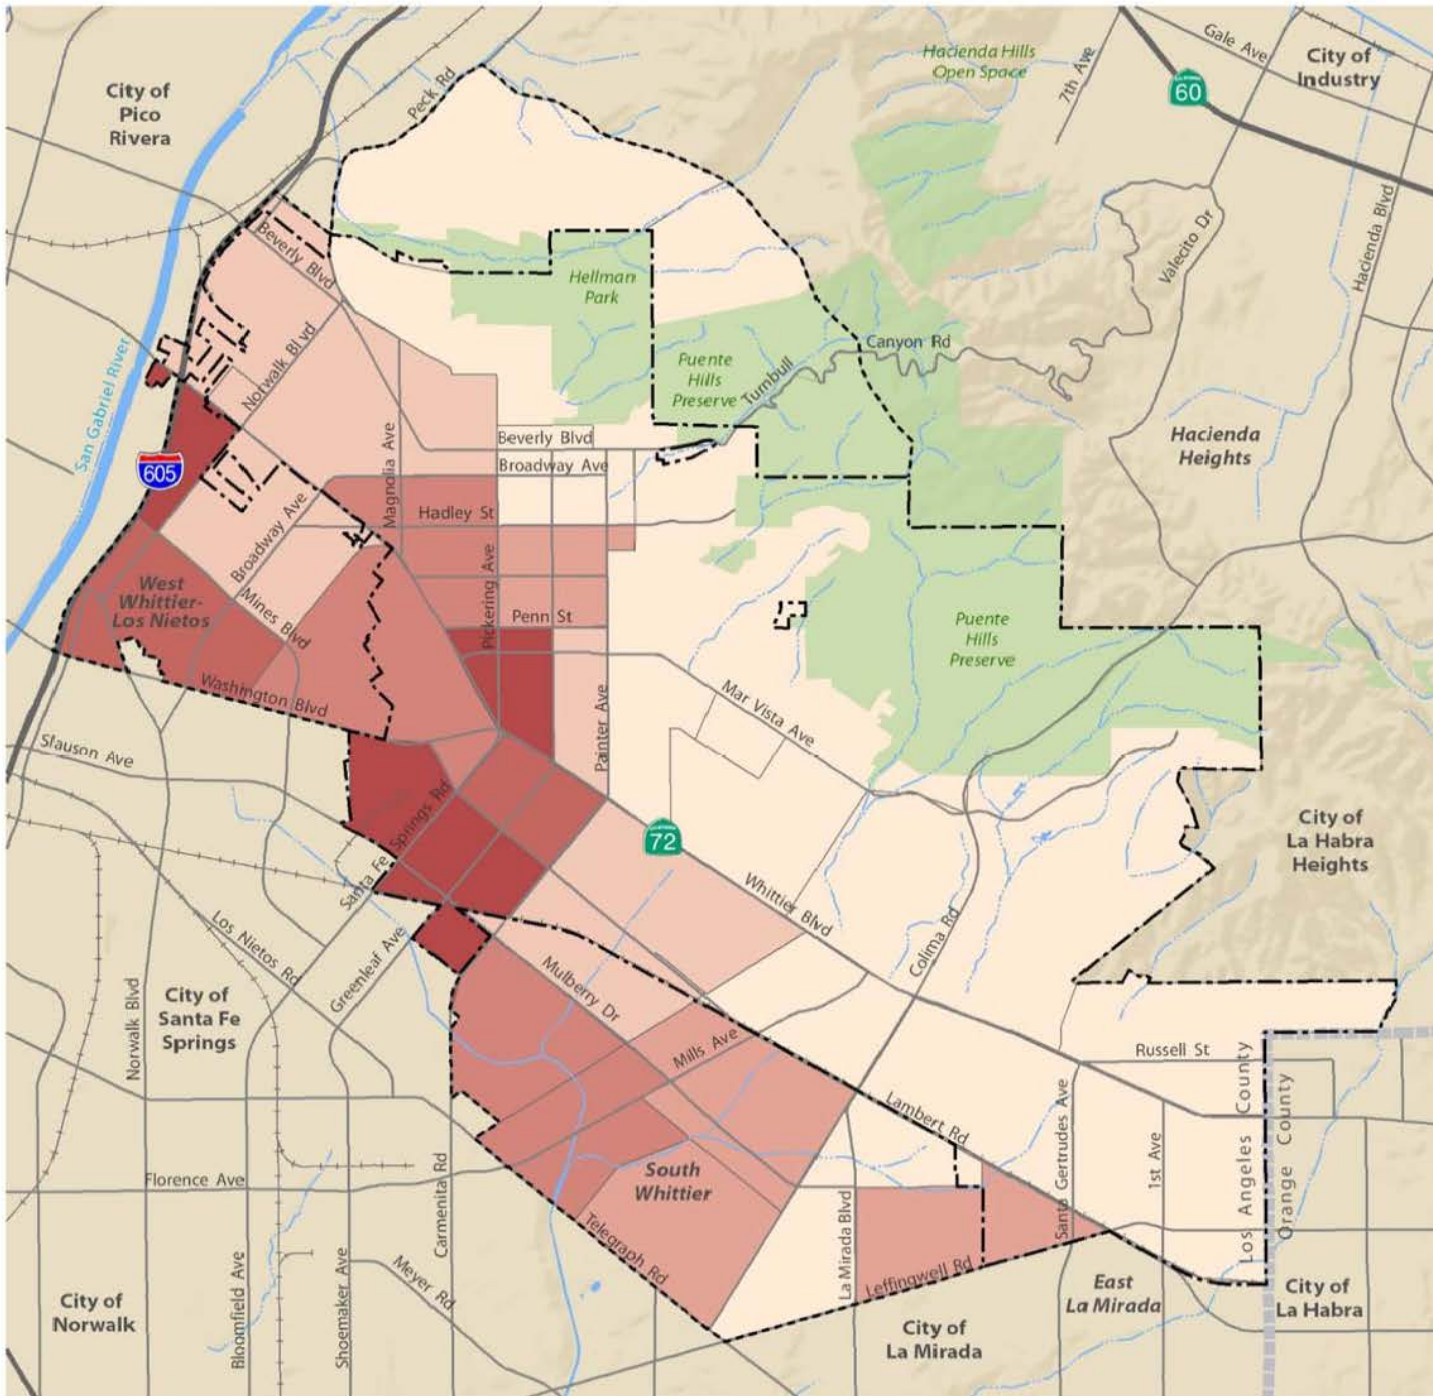 Hacienda Hills
Open Space
7th Ave
Gale Ave
City of
Industry
60
Peck Rd
City of
Pico
Rivera
Valecito Dr
Hacienda Blvd
Beverly Blvd
Hellman
Park
San Gabriel River
Norwalk Bl vd
Canyon Rd
Turnbull
Puente
Hills
Preserve
Beverly Blvd
Broadway Ave
Hacienda
Heights
605
Magnolia Ave
Hadley St
Broadway Ave
Pickering Ave
West
Whittier-
Los Nietos
Mines Blvd
Penn St
Puente
Hills
Preserve
Washington Blvd
Painter Ave
Mar Vista Ave
Slauson Ave
Santa Fe Springs Rd
72
City of
La Habra
Heights
Whittier Blvd
Colima Rd
Los Nietos Rd
Greenleaf Ave
Mulberry Dr
City of
Santa Fe
Springs
Norwalk Blvd
Mills Ave
Russell St
Lambert Rd
Santa Gertrudes Ave
1st Ave
Los Angeles County
Orange County
Florence Ave
Carmenita Rd
South
Whittier
La Mirada Blvd
Telegraph Rd
Leffingwell Rd
Bloomfield Ave
Shoemaker Ave
Meyer Rd
East
La Mirada
City of
La Habra
City of
Norwalk
City of
La Mirada